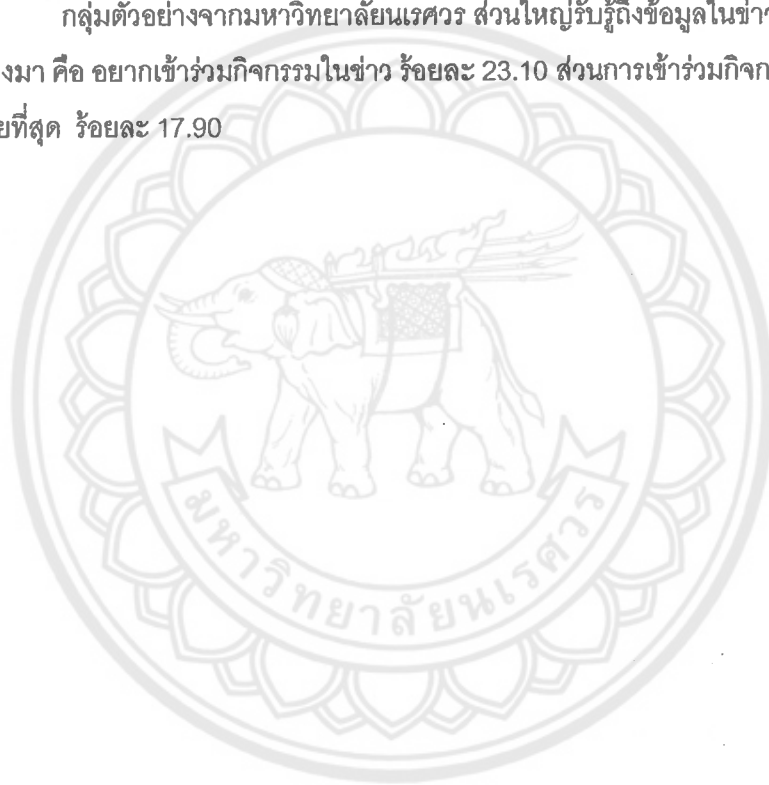 กลุ่มตัวอย่างจากมหาวิทยาลัยนเรศวร ส่วนใหญ่รับรู้ถึงข้อมูลในข่า
งมา คือ อยากเข้าร่วมกิจกรรมในข่าว ร้อยละ 23.10 ส่วนการเข้าร่วมกิจก
ยที่สุด ร้อยละ 17.90
มหาวิทยาลัยนเรศวร